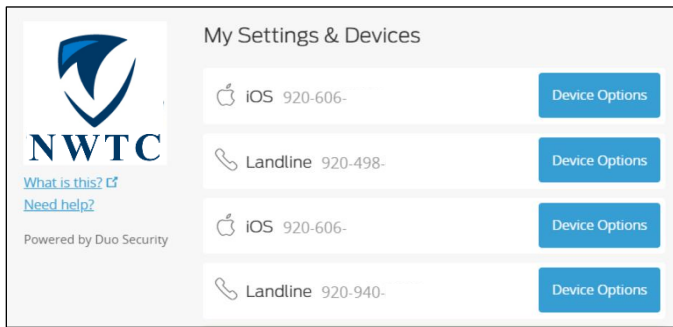 My Settings & Devices
iOS 920-606-
Device Options
Landline 920-498-
Device Options
iOS 920-606-
Device Options
Landline 920-940-
Device Options
NWTC
What is this?
Need help?
Powered by Duo Security